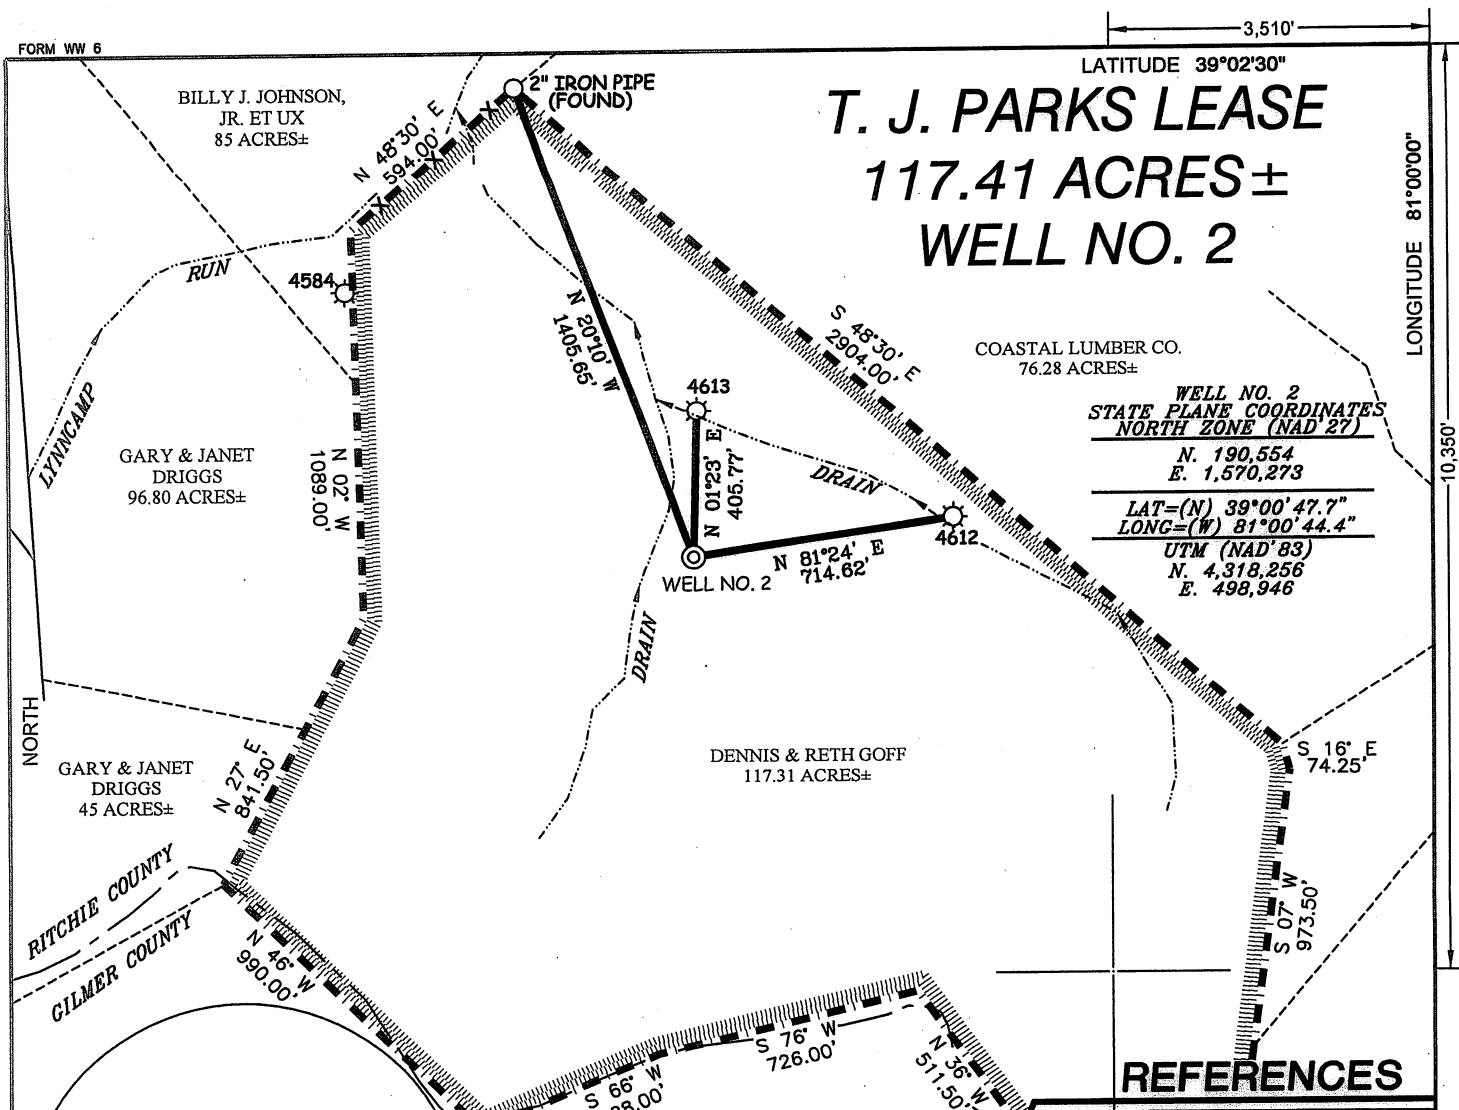 FORM WW 6
3,510'
LATITUDE 39°02'30"
BILLY J. JOHNSON,
JR. ET UX
85 ACRES±
N 48°30' E
594.00'
2" IRON PIPE
(FOUND)
T. J. PARKS LEASE
117.41 ACRES±
WELL NO. 2
LONGITUDE 81°00'00"
RUN
4584
LYNNCAMP
N 20°10' W
1405.65'
S 48°30' E
2904.00'
COASTAL LUMBER CO.
76.28 ACRES±
WELL NO. 2
STATE PLANE COORDINATES
NORTH ZONE (NAD'27)
N. 190,554
E. 1,570,273
LAT=(N) 39°00'47.7"
LONG=(W) 81°00'44.4"
UTM (NAD'83)
N. 4,318,256
E. 498,946
10,350'
4613
N 01°23' E
405.77'
DRAIN
4612
N 81°24' E
714.62'
WELL NO. 2
GARY & JANET
DRIGGS
96.80 ACRES±
N 02° W
1089.00'
DRAIN
NORTH
GARY & JANET
DRIGGS
45 ACRES±
N 27° E
841.50'
DENNIS & RETH GOFF
117.31 ACRES±
S 16° E
74.25'
S 07° W
973.50'
RITCHIE COUNTY
GILMER COUNTY
N 46° W
990.00'
S 66° W
S 76° W
726.00'
N 36° W
511.50'
REFERENCES